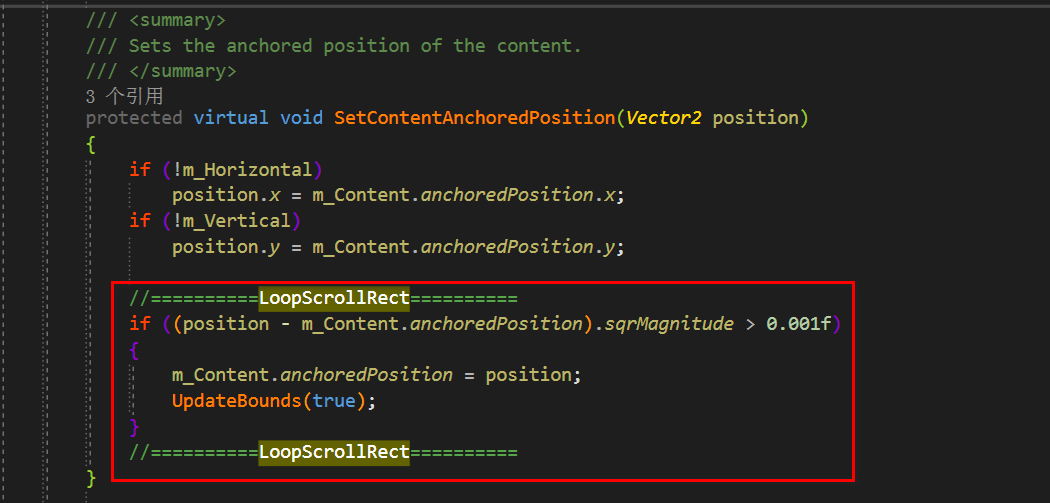 /// <summary>
/// Sets the anchored position of the content.
/// </summary>
3 个引用
protected virtual void SetContentAnchoredPosition(Vector2 position)
{
if (!m_Horizontal)
position.x = m_Content.anchoredPosition.x;
if (!m_Vertical)
position.y = m_Content.anchoredPosition.y;
//==========LoopScrollRect==========
if ((position - m_Content.anchoredPosition).sqrMagnitude > 0.001f)
{
m_Content.anchoredPosition = position;
UpdateBounds(true);
}
//==========LoopScrollRect==========
}